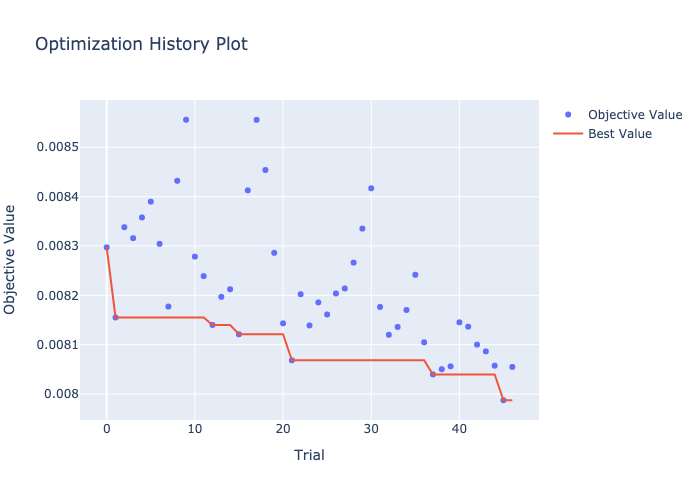 Optimization History Plot
Objective Value
Best Value
0.0085
0.0084
0.0083
0.0082
0.0081
0.008
Objective Value
0
10
20
30
40
Trial